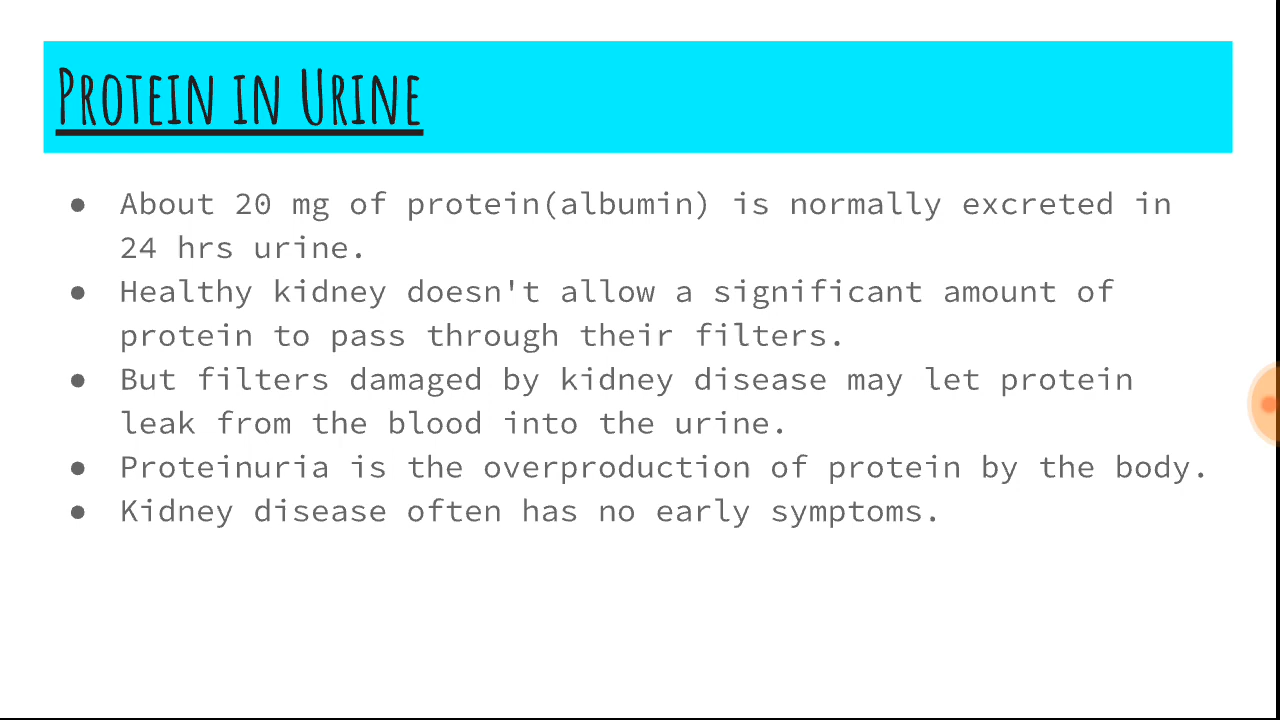 Protein in Urine
● About 20 mg of protein(albumin) is normally excreted in
24 hrs urine.
● Healthy kidney doesn't allow a significant amount of
protein to pass through their filters.
● But filters damaged by kidney disease may let protein
leak from the blood into the urine.
● Proteinuria is the overproduction of protein by the body.
● Kidney disease often has no early symptoms.